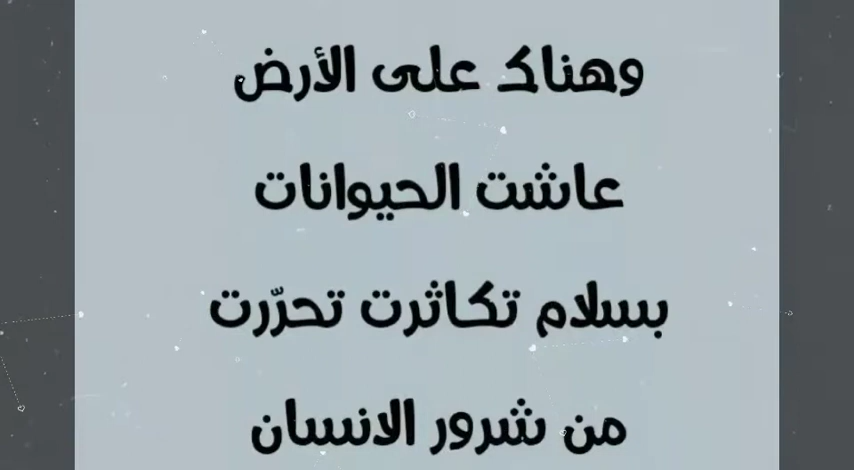 وهناك على الأرض
عاشت الحيوانات
بسلام تكاثرت تحرّرت
من شرور الانسان